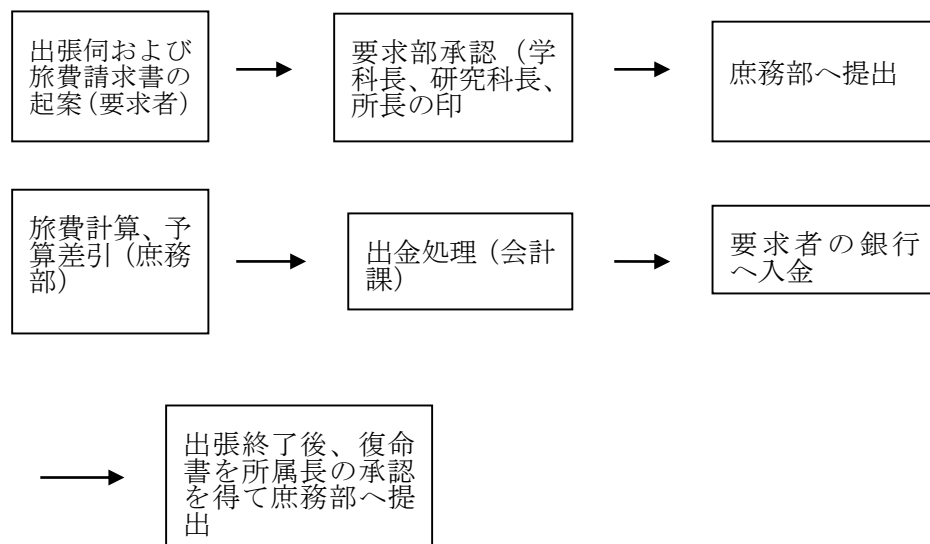 出張伺および
旅費請求書の
起案（要求者）
要求部承認（学
科長、研究科長、
所長の印
庶務部へ提出
旅費計算、予
算差引（庶務
部）
出金処理（会計
課）
要求者の銀行
へ入金
出張終了後、復命
書を所属長の承認
を得て庶務部へ提
出